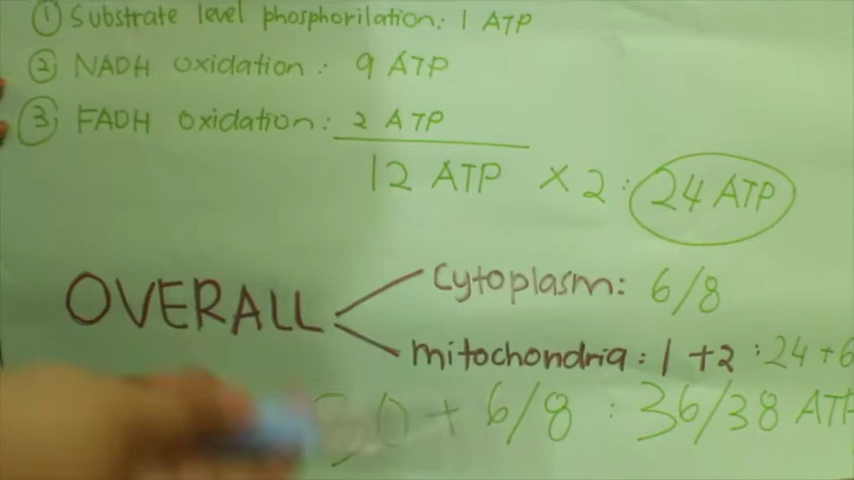 ① Substrate level phosphorilation: 1 ATP
② NADH oxidation: 9 ATP
③ FADH oxidation: 2 ATP
12 ATP × 2: 24 ATP
OVERALL
cytoplasm: 6/8
mitochondria: 1 + 2 : 24 + 6
30 + 6/8 : 36/38 ATP